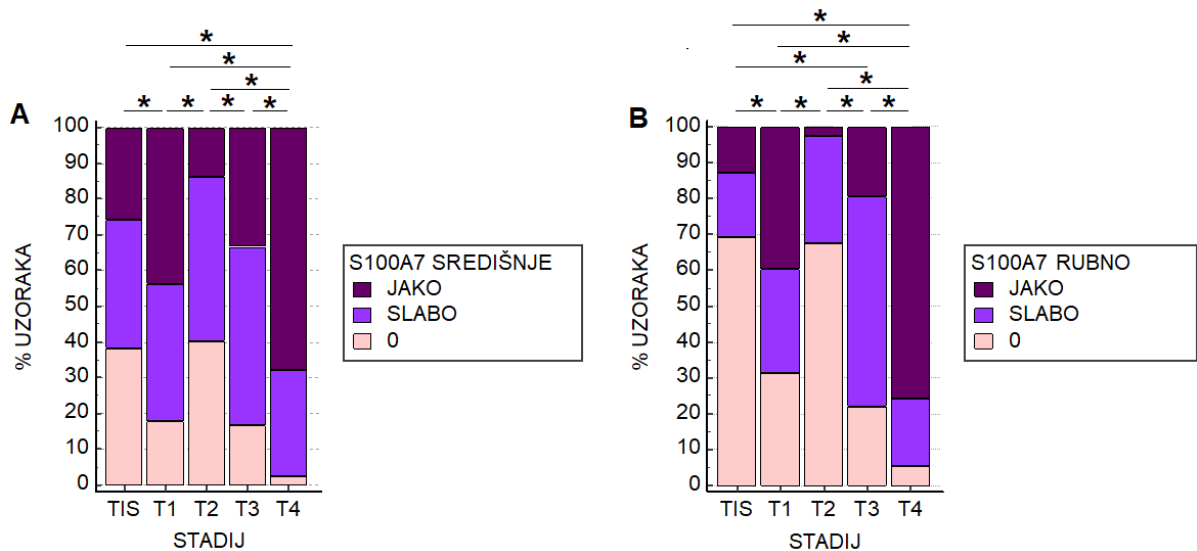 * *
* *
* *
* * * *
* *
* * * *
A
100
90
80
70
60
50
40
30
20
10
0
% UZORAKA
TIS T1 T2 T3 T4
STADIJ
S100A7 SREDIŠNJE
JAKO
SLABO
0
B
100
90
80
70
60
50
40
30
20
10
0
% UZORAKA
TIS T1 T2 T3 T4
STADIJ
S100A7 RUBNO
JAKO
SLABO
0